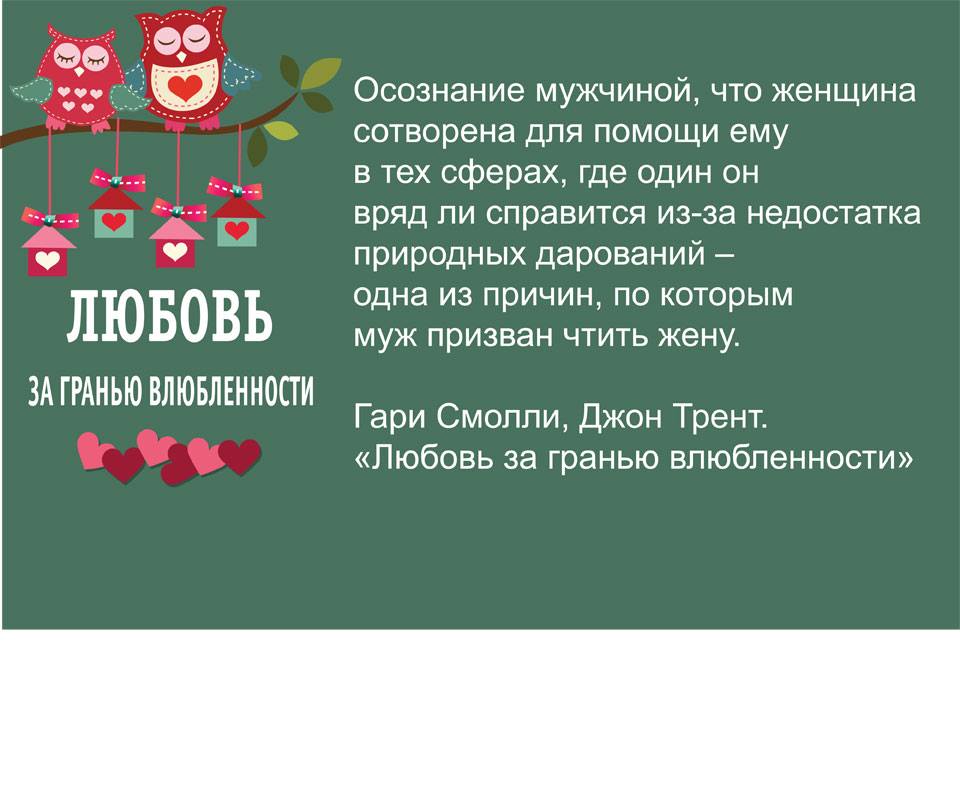 ЛЮБОВЬ
ЗА ГРАНЬЮ ВЛЮБЛЕННОСТИ
Осознание мужчиной, что женщина
сотворена для помощи ему
в тех сферах, где один он
вряд ли справится из-за недостатка
природных дарований –
одна из причин, по которым
муж призван чтить жену.
Гари Смолли, Джон Трент.
«Любовь за гранью влюбленности»